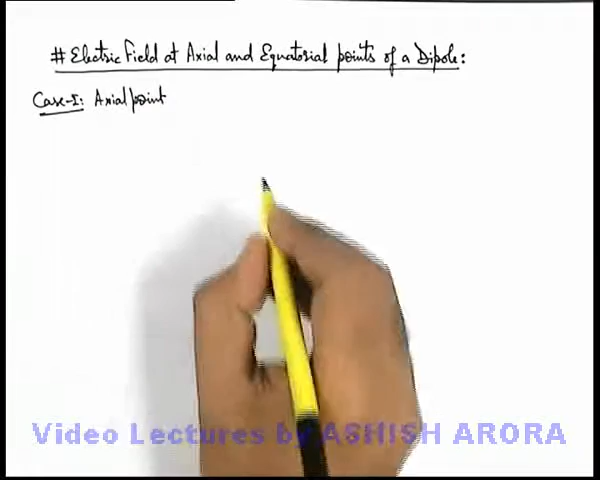 # Electric Field at Axial and Equatorial points of a Dipole:
Case-I: Axial point
Video Lectures by ASHISH ARORA